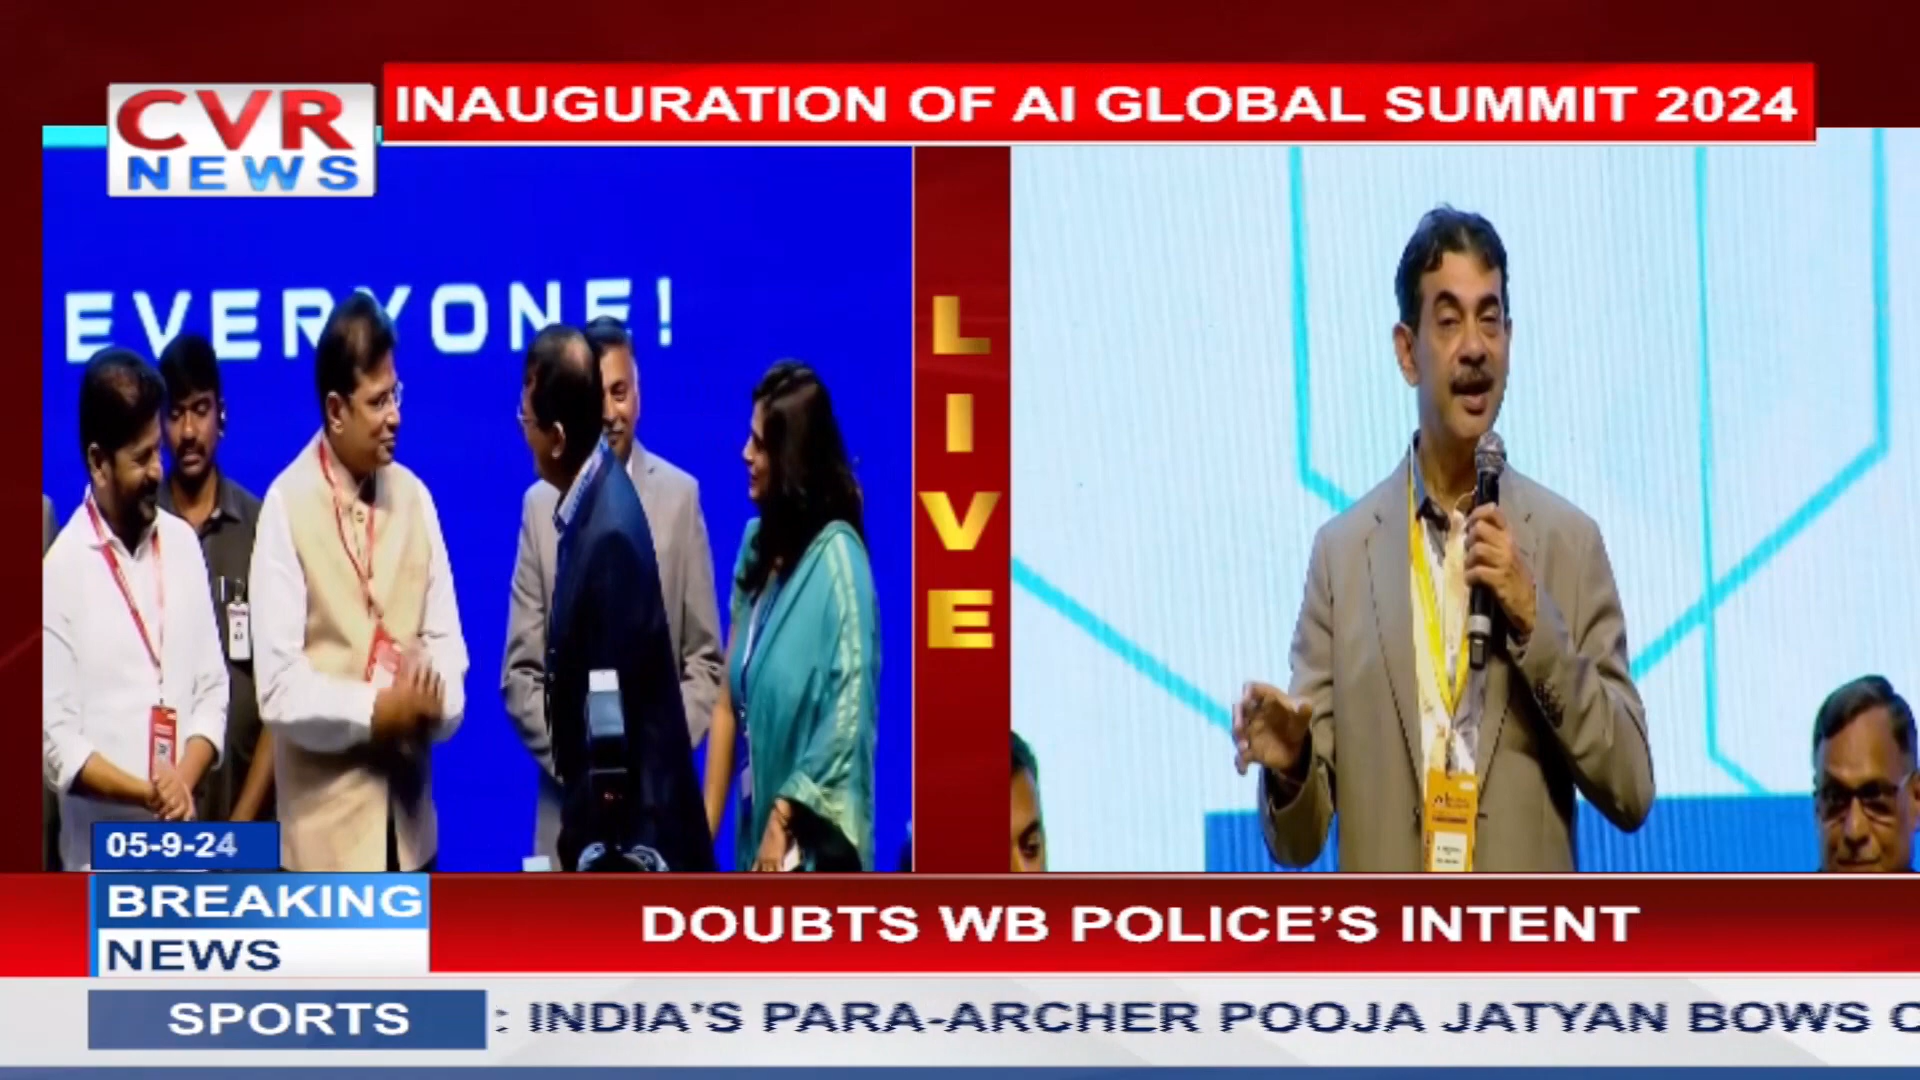 INAUGURATION OF AI GLOBAL SUMMIT 2024
CVR
NEWS
EVERYONE!
LIVE
05-9-24
BREAKING
NEWS
DOUBTS WB POLICE'S INTENT
SPORTS
: INDIA'S PARA-ARCHER POOJA JATYAN BOWS